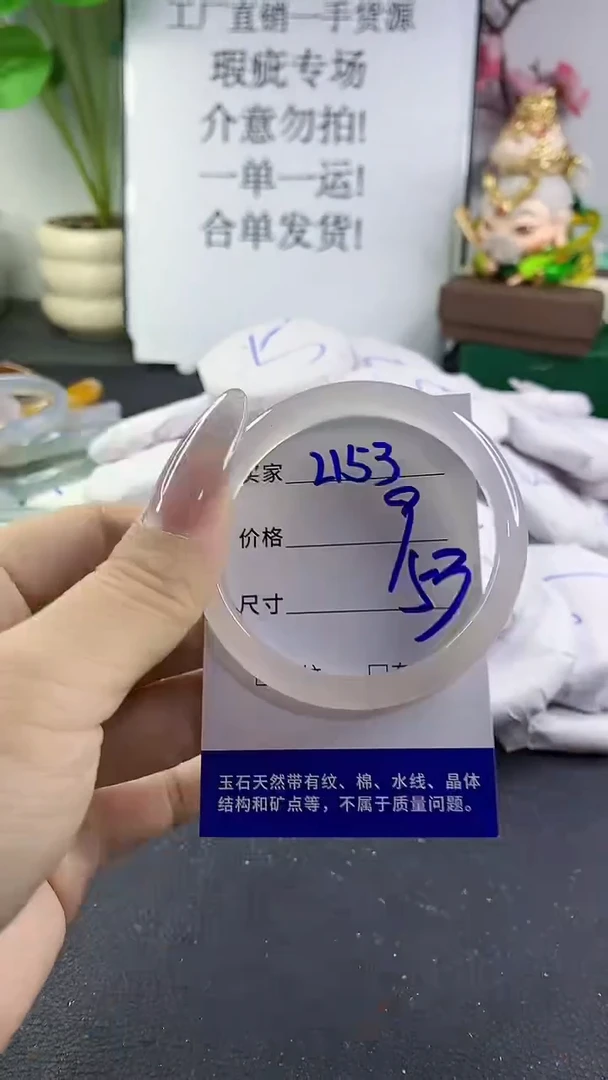 工厂直销一手货源
瑕疵专场
介意勿拍!
一单一运!
合单发货!
买家 2153
价格 9
尺寸 53
玉石天然带有纹、棉、水线、晶体
结构和矿点等，不属于质量问题。